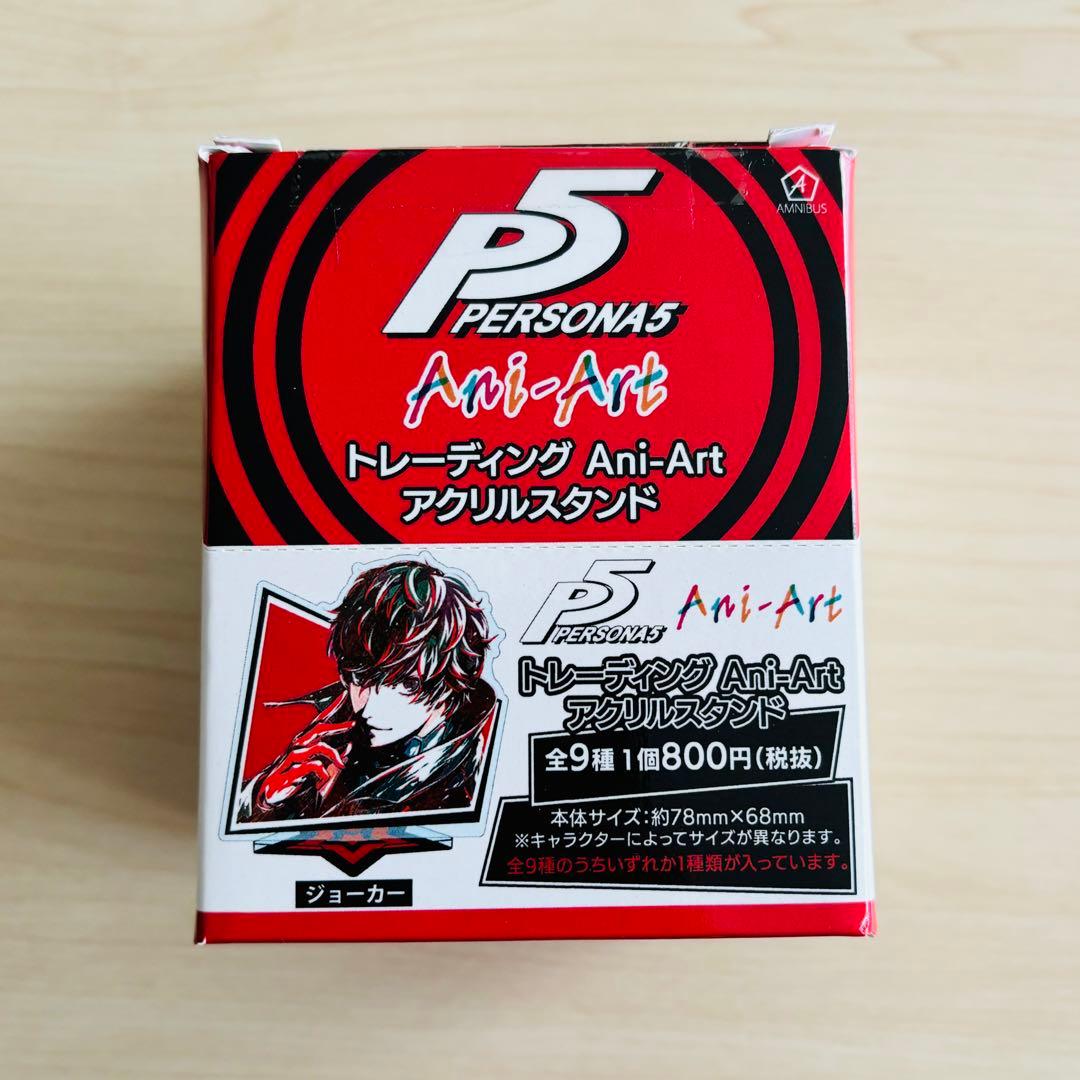 AMNIBUS
P5
PERSONA5
Ani-Art
トレーディング Ani-Art
アクリルスタンド
P5
PERSONA5
Ani-Art
トレーディング Ani-Art
アクリルスタンド
全9種 1個800円(税抜)
本体サイズ:約78mm×68mm
※キャラクターによってサイズが異なります。
全9種のうちいずれか1種類が入っています。
ジョーカー